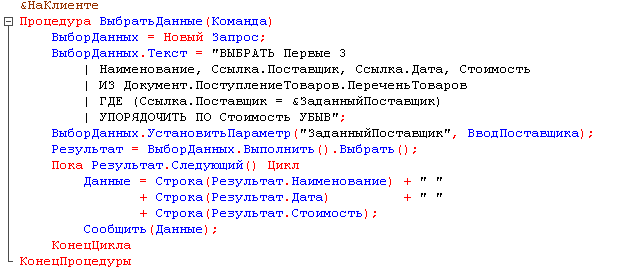 &НаКлиенте
Процедура ВыбратьДанные(Команда)
ВыборДанных = Новый Запрос;
ВыборДанных.Текст = "ВЫБРАТЬ Первые 3
| Наименование, Ссылка.Поставщик, Ссылка.Дата, Стоимость
| ИЗ Документ.ПоступлениеТоваров.ПереченьТоваров
| ГДЕ (Ссылка.Поставщик = &ЗаданныйПоставщик)
| УПОРЯДОЧИТЬ ПО Стоимость УБЫВ";
ВыборДанных.УстановитьПараметр("ЗаданныйПоставщик", ВводПоставщика);
Результат = ВыборДанных.Выполнить().Выбрать();
Пока Результат.Следующий() Цикл
Данные = Строка(Результат.Наименование) + " "
+ Строка(Результат.Дата) + " "
+ Строка(Результат.Стоимость);
Сообщить(Данные);
КонецЦикла
КонецПроцедуры